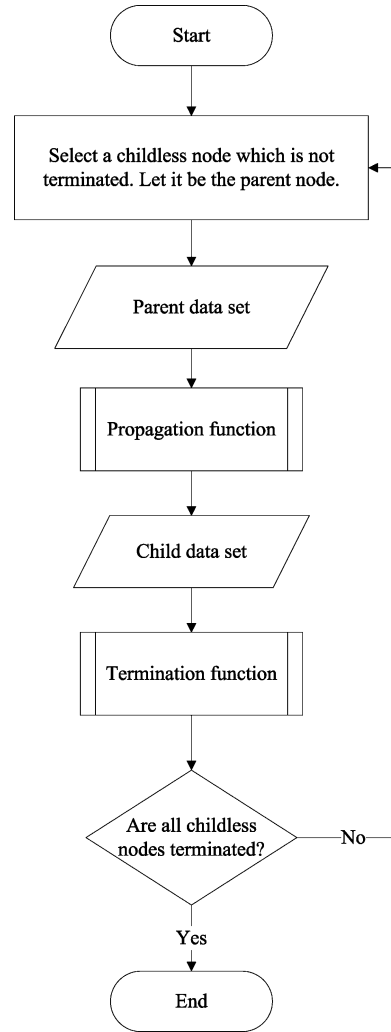 Start
Select a childless node which is not
terminated. Let it be the parent node.
Parent data set
Propagation function
Child data set
Termination function
Are all childless
nodes terminated?
No
Yes
End